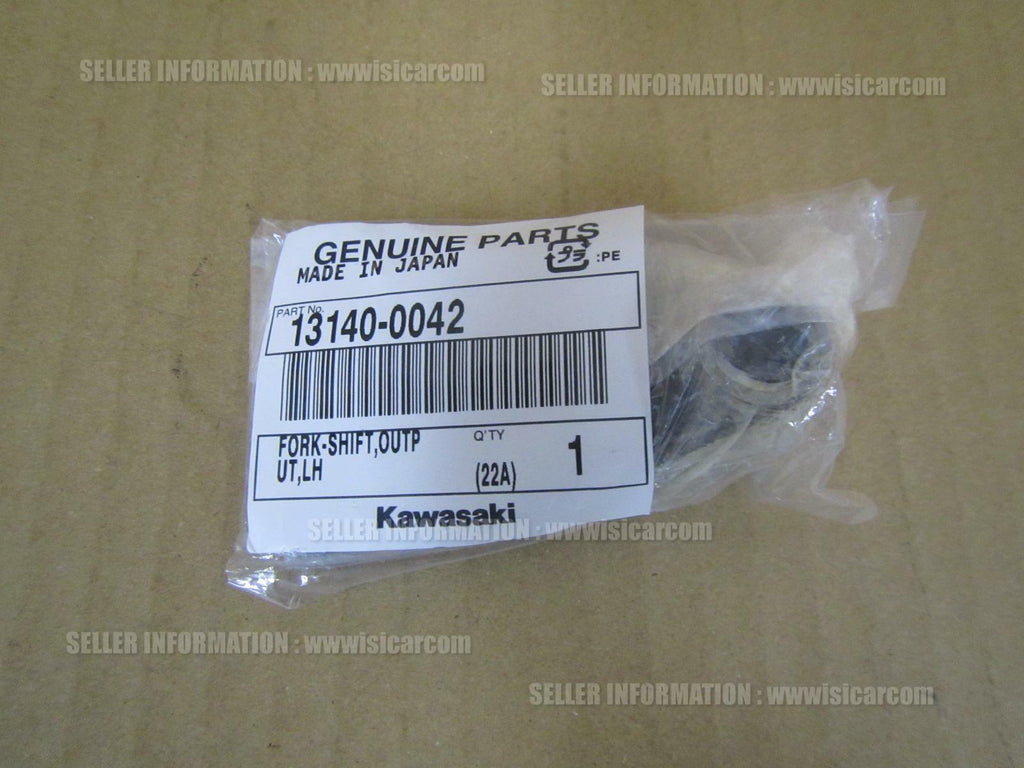 SELLER INFORMATION : wwwisicarcom
SELLER INFORMATION : wwwisicarcom
GENUINE PARTS
MADE IN JAPAN
:PE
PART No.
13140-0042
FORK-SHIFT,OUTP
UT,LH
Q'TY
(22A)
1
Kawasaki
SELLER INFORMATION : wwwisicarcom
SELLER INFORMATION : wwwisicarcom
SELLER INFORMATION : wwwisicarcom